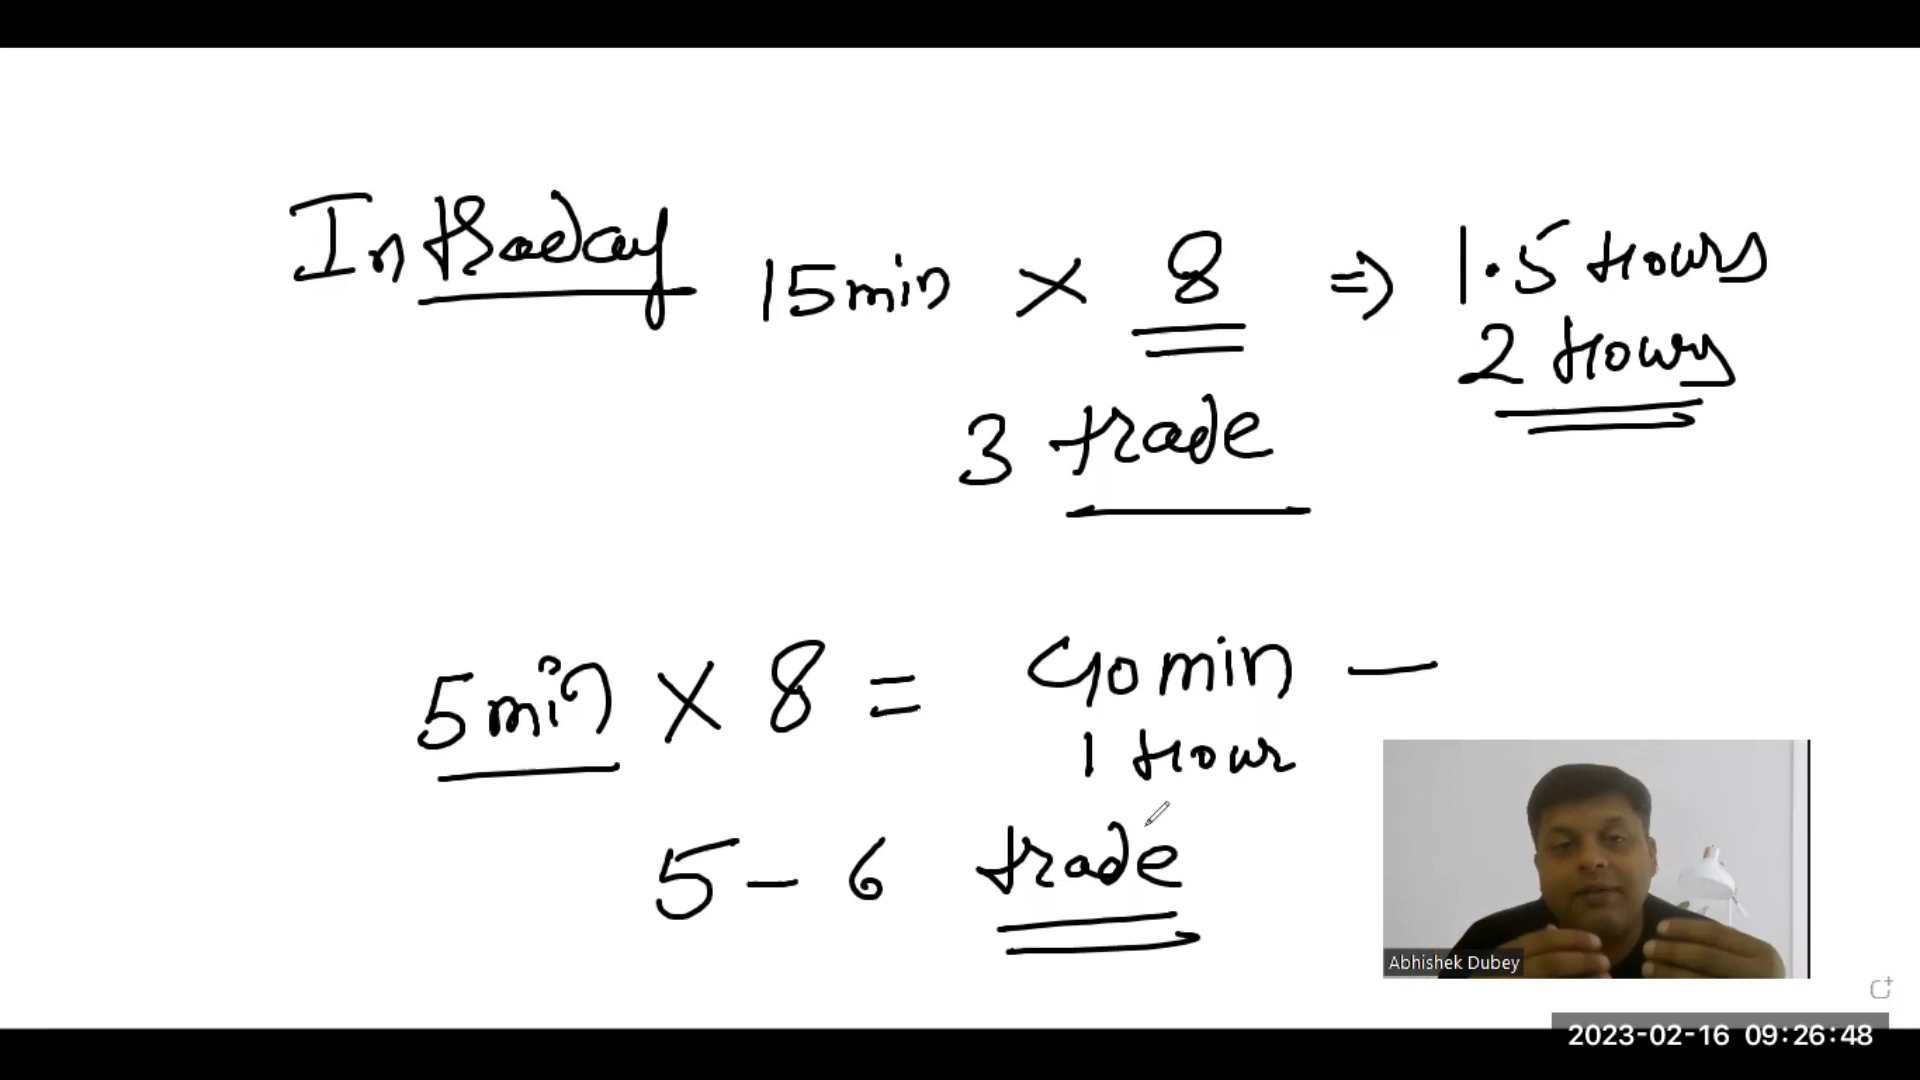 Intraday 15min × 8 ⇒ 1.5 Hours
2 Hours
3 trade
5min × 8 = 40min —
1 Hour
5 - 6 trade
Abhishek Dubey
2023-02-16 09:26:48